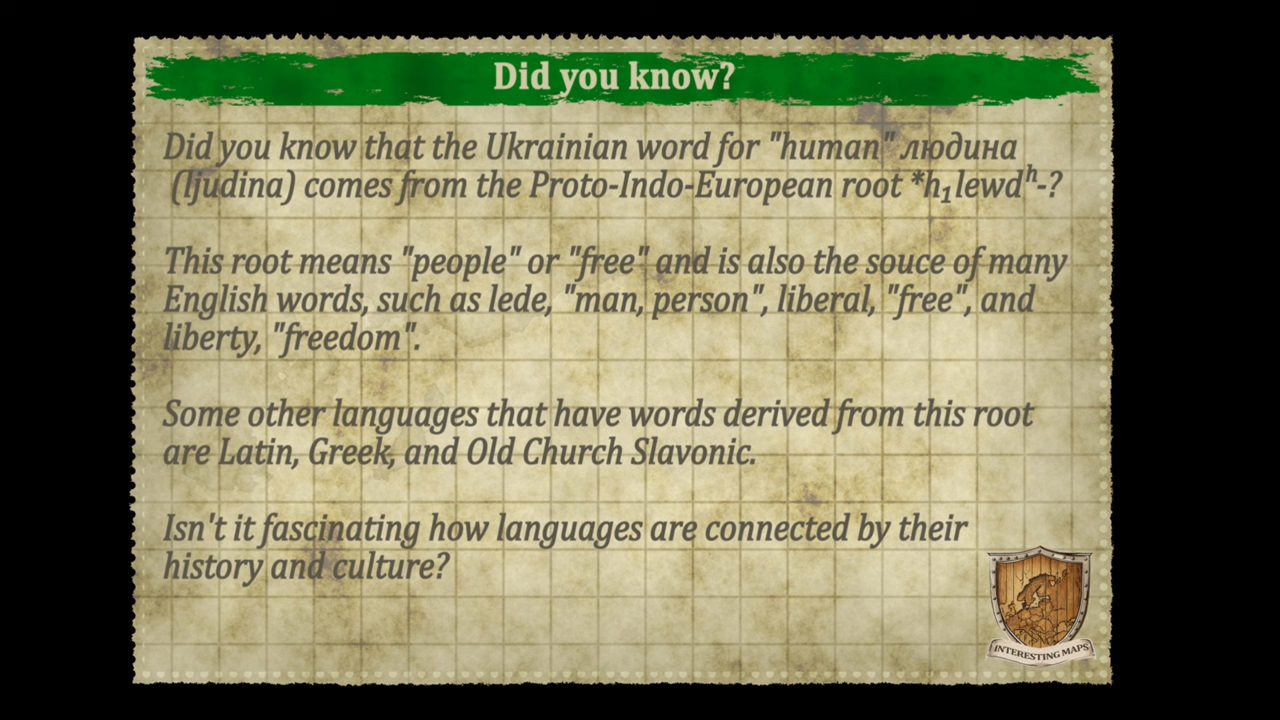 Did you know?
Did you know that the Ukrainian word for "human" людина
(ljudina) comes from the Proto-Indo-European root *h₁lewdʰ-?
This root means "people" or "free" and is also the souce of many
English words, such as lede, "man, person", liberal, "free", and
liberty, "freedom".
Some other languages that have words derived from this root
are Latin, Greek, and Old Church Slavonic.
Isn't it fascinating how languages are connected by their
history and culture?
INTERESTING MAPS